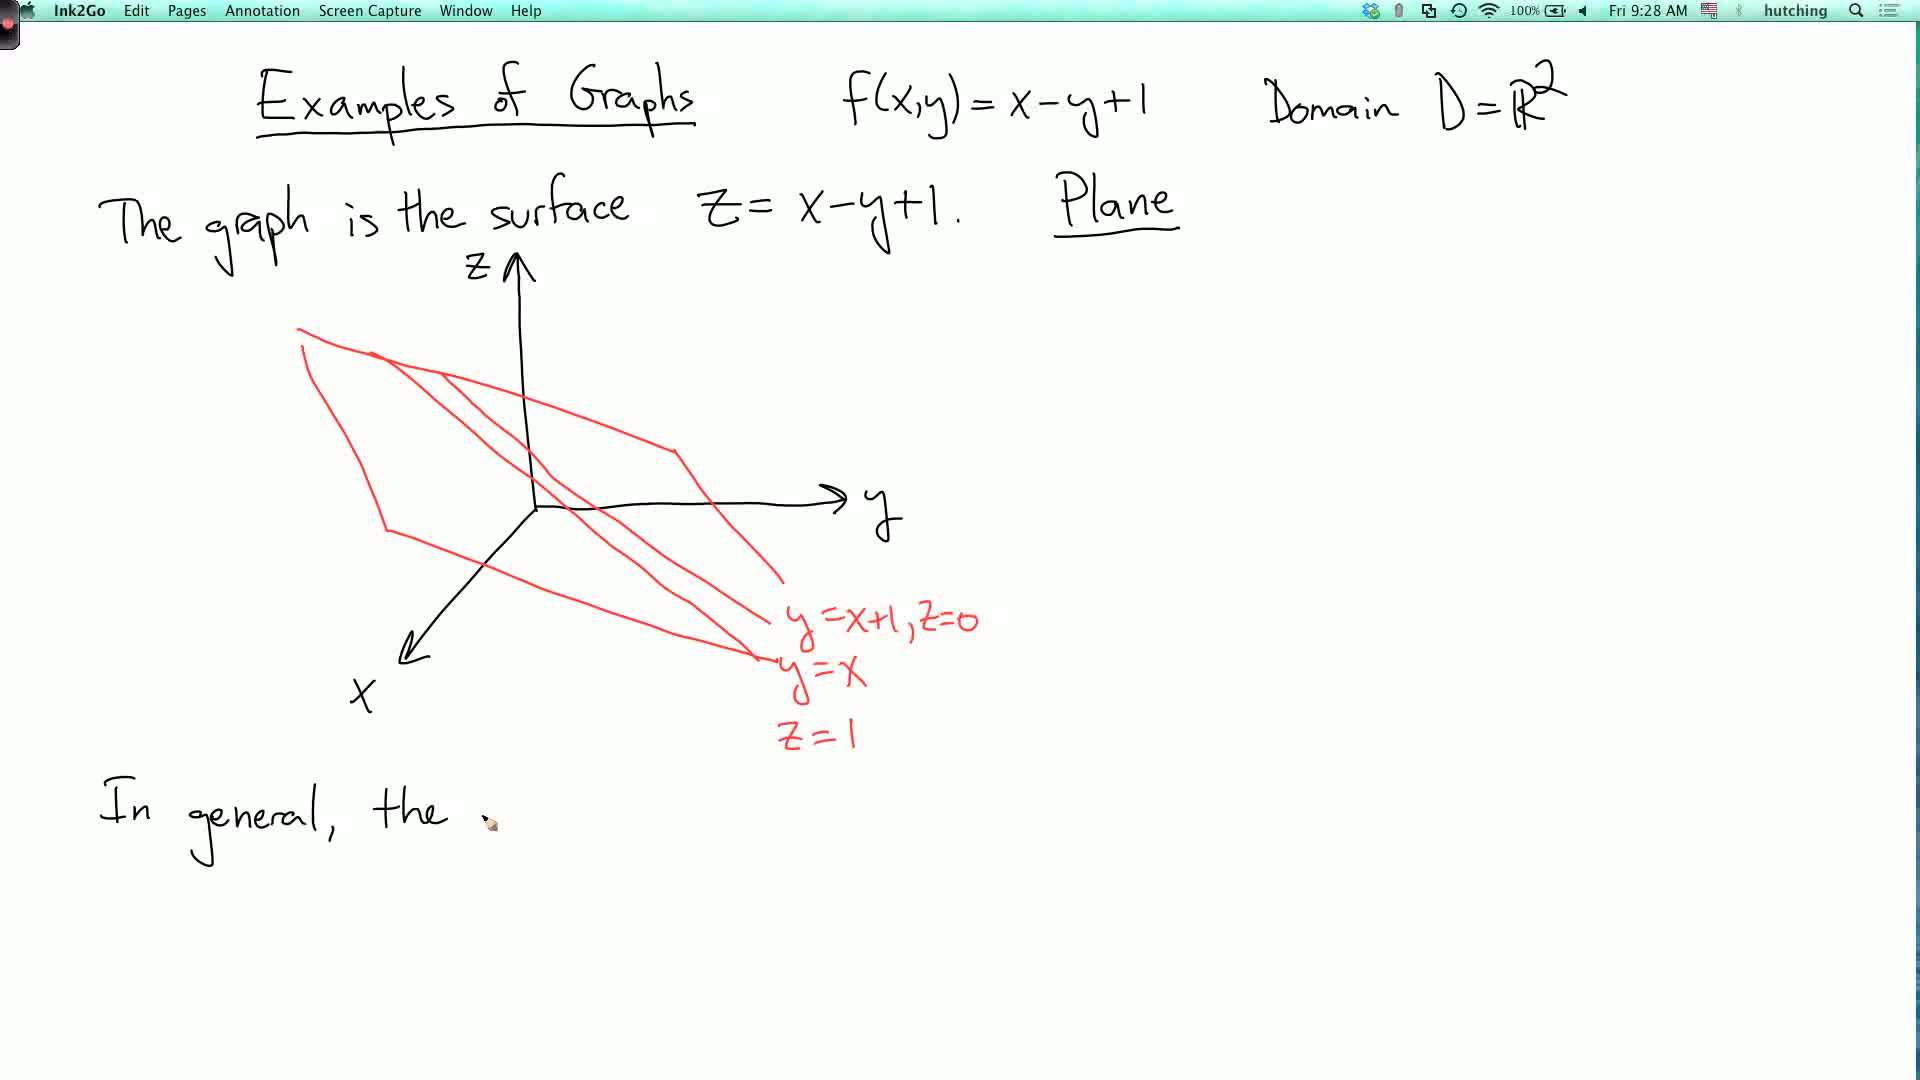 Ink2Go Edit Pages Annotation Screen Capture Window Help 100% Fri 9:28 AM hutching
Examples of Graphs f(x,y) = x-y+1 Domain D = ℝ²
The graph is the surface z = x-y+1. Plane
z
y
y=x+1, z=0
y=x
x
z=1
In general, the